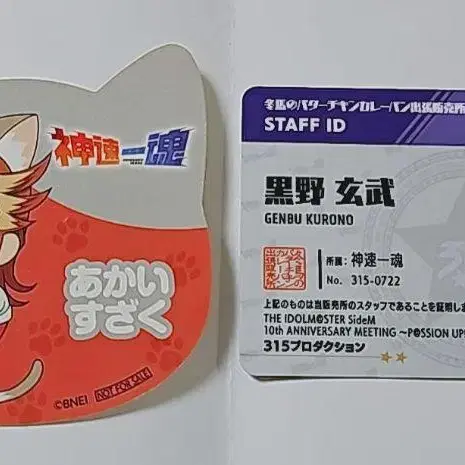 神速一魂
あかい
すざく
©BNEI NOT FOR SALE
冬馬のバターチキンカレーパン出張販売所
STAFF ID
黒野 玄武
GENBU KURONO
所属: 神速一魂
No. 315-0722
上記のものは当販売所のスタッフであることを証明しま
THE IDOLM@STER SideM
10th ANNIVERSARY MEETING ~P@SSION UP!
315プロダクション